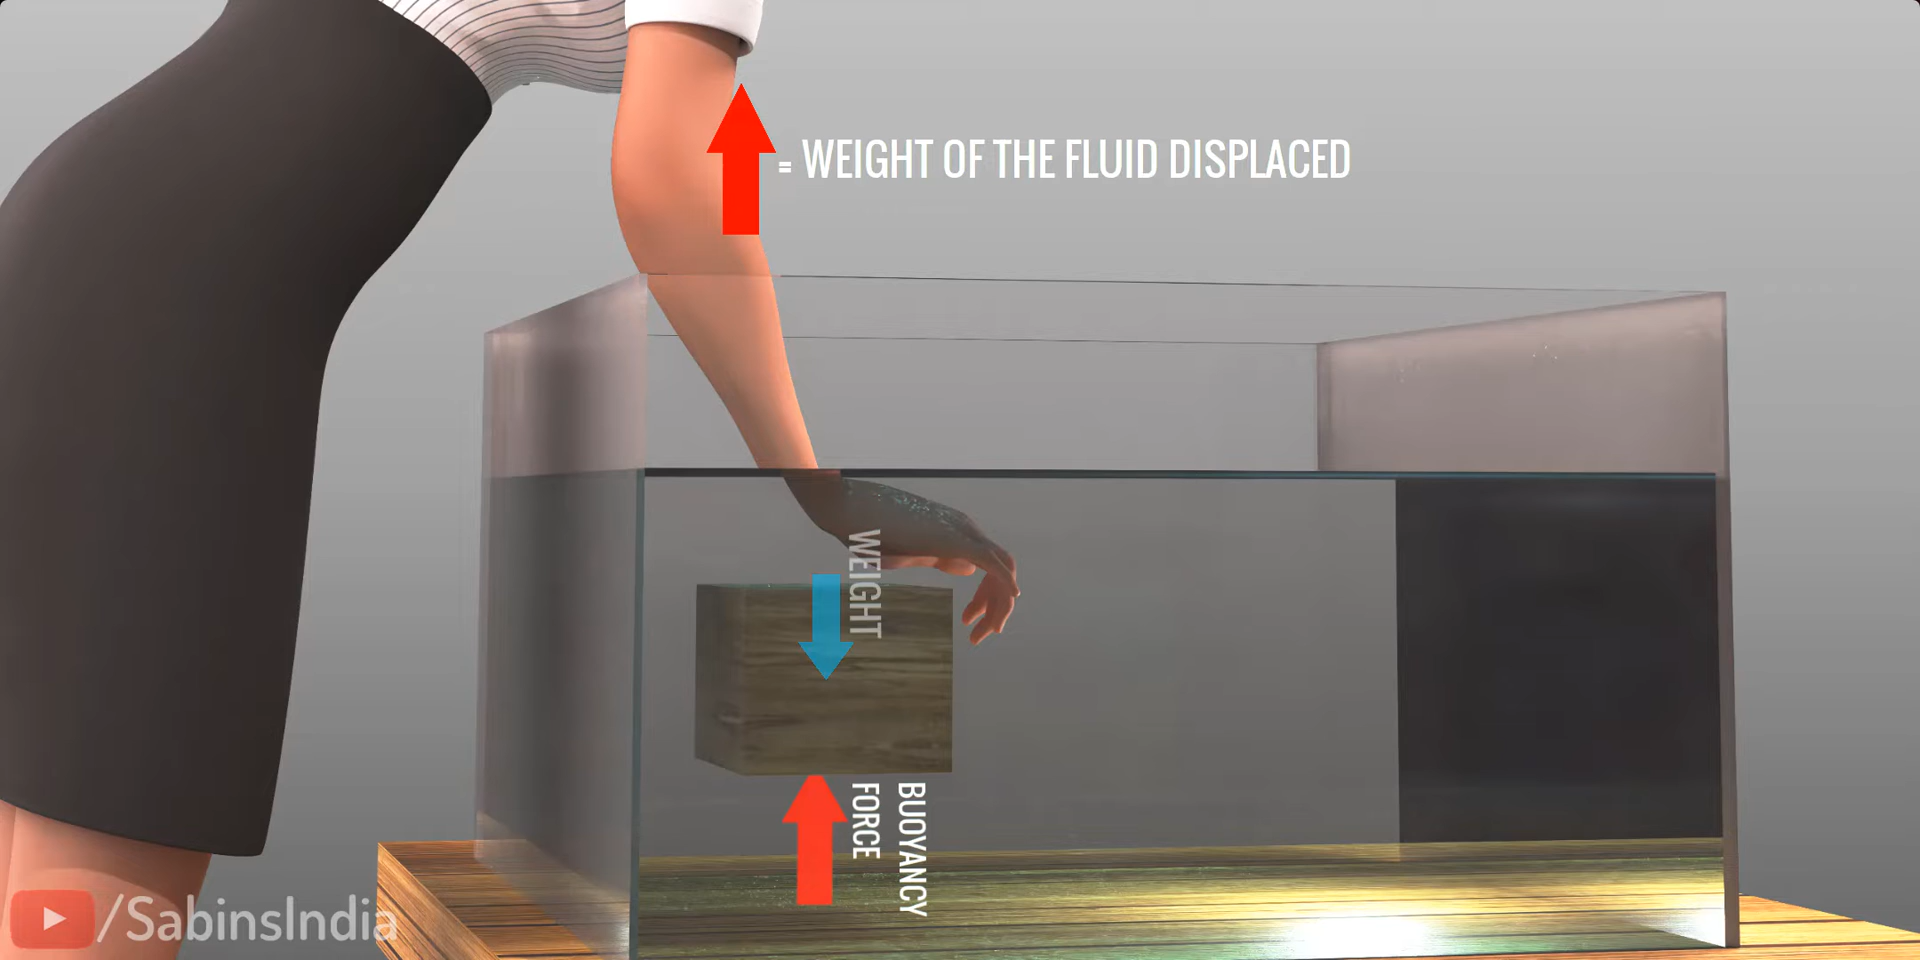 = WEIGHT OF THE FLUID DISPLACED
WEIGHT
BUOYANCY
FORCE
/SabinsIndia